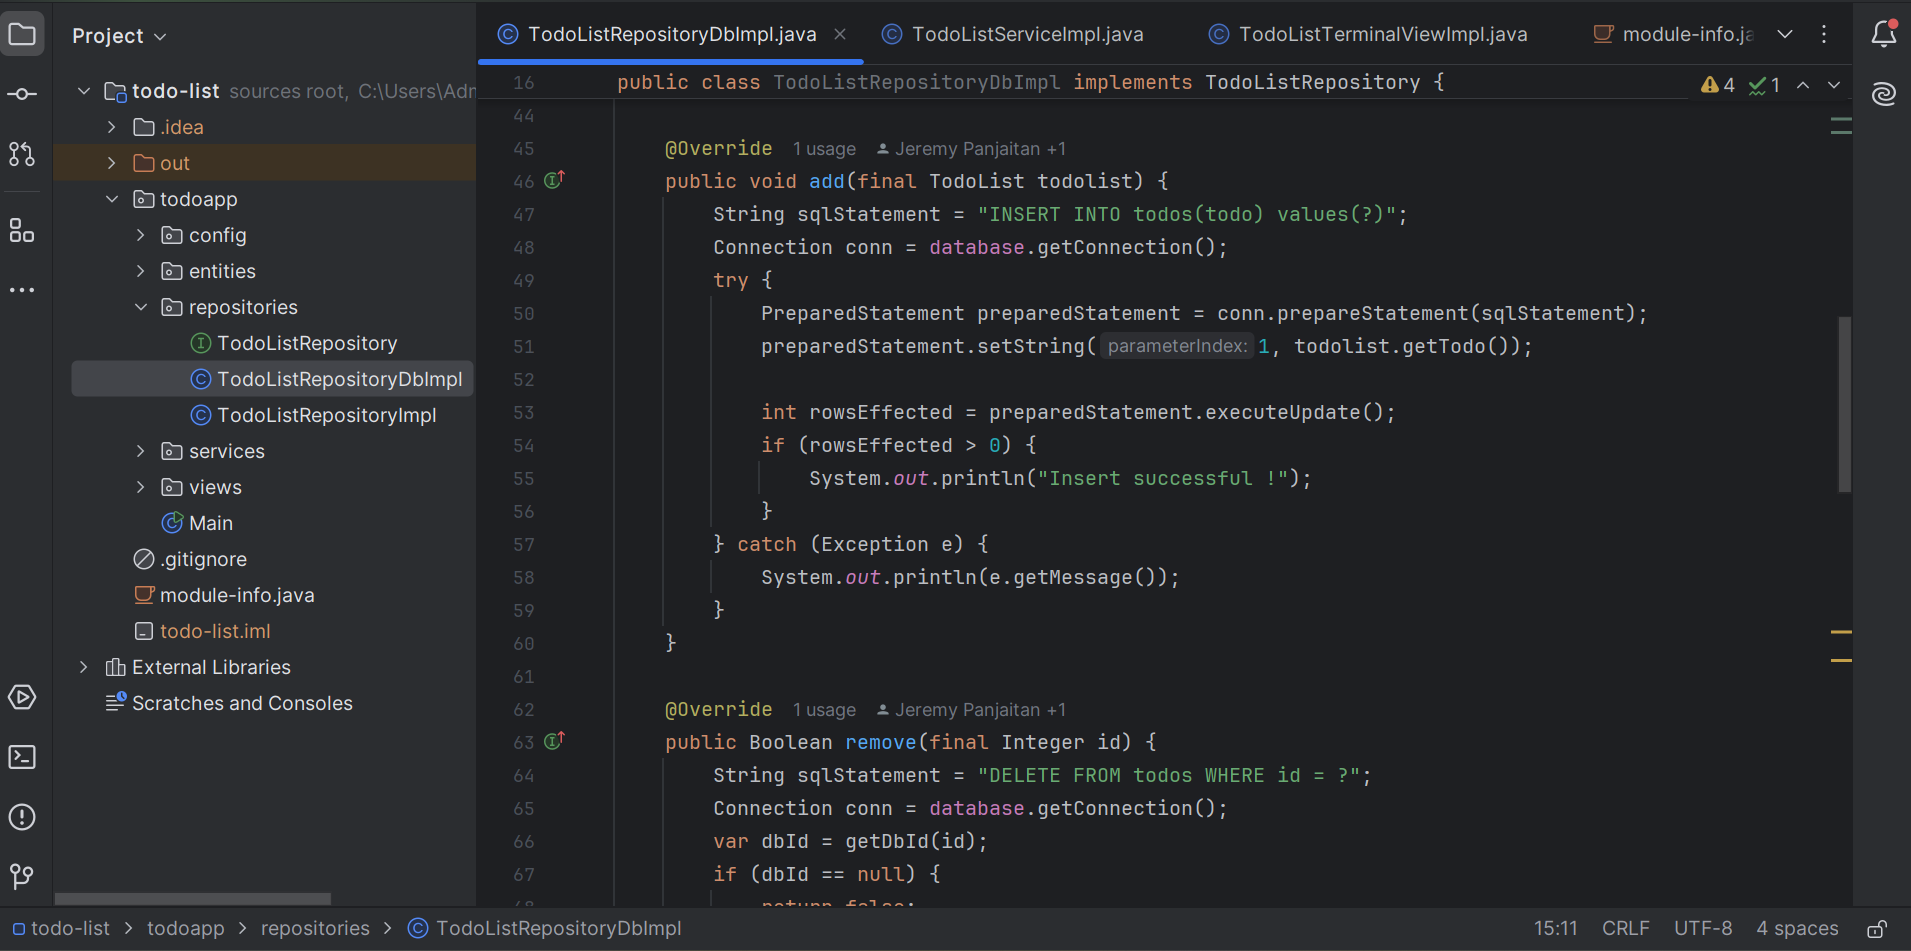 Project
todo-list sources root, C:\Users\Adm
.idea
out
todoapp
config
entities
repositories
TodoListRepository
TodoListRepositoryDbImpl
TodoListRepositoryImpl
services
views
Main
.gitignore
module-info.java
todo-list.iml
External Libraries
Scratches and Consoles
TodoListRepositoryDbImpl.java TodoListServiceImpl.java TodoListTerminalViewImpl.java module-info.ja
16 public class TodoListRepositoryDbImpl implements TodoListRepository { 4 1
44
45 @Override 1 usage Jeremy Panjaitan +1
46 public void add(final TodoList todolist) {
47 String sqlStatement = "INSERT INTO todos(todo) values(?)";
48 Connection conn = database.getConnection();
49 try {
50 PreparedStatement preparedStatement = conn.prepareStatement(sqlStatement);
51 preparedStatement.setString( parameterIndex: 1, todolist.getTodo());
52
53 int rowsEffected = preparedStatement.executeUpdate();
54 if (rowsEffected > 0) {
55 System.out.println("Insert successful !");
56 }
57 } catch (Exception e) {
58 System.out.println(e.getMessage());
59 }
60 }
61
62 @Override 1 usage Jeremy Panjaitan +1
63 public Boolean remove(final Integer id) {
64 String sqlStatement = "DELETE FROM todos WHERE id = ?";
65 Connection conn = database.getConnection();
66 var dbId = getDbId(id);
67 if (dbId == null) {
68 return false;
todo-list > todoapp > repositories > TodoListRepositoryDbImpl 15:11 CRLF UTF-8 4 spaces